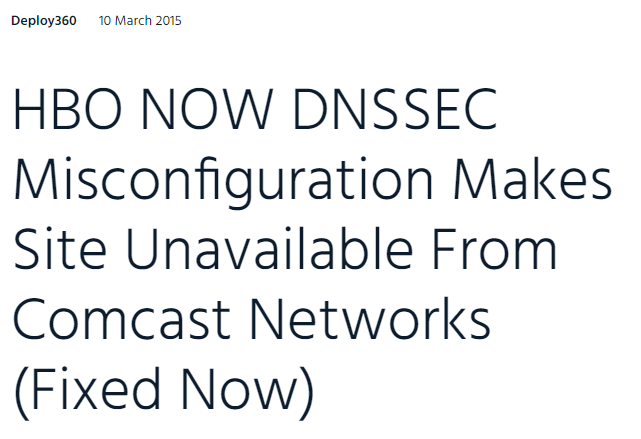 Deploy360 10 March 2015
HBO NOW DNSSEC
Misconfiguration Makes
Site Unavailable From
Comcast Networks
(Fixed Now)